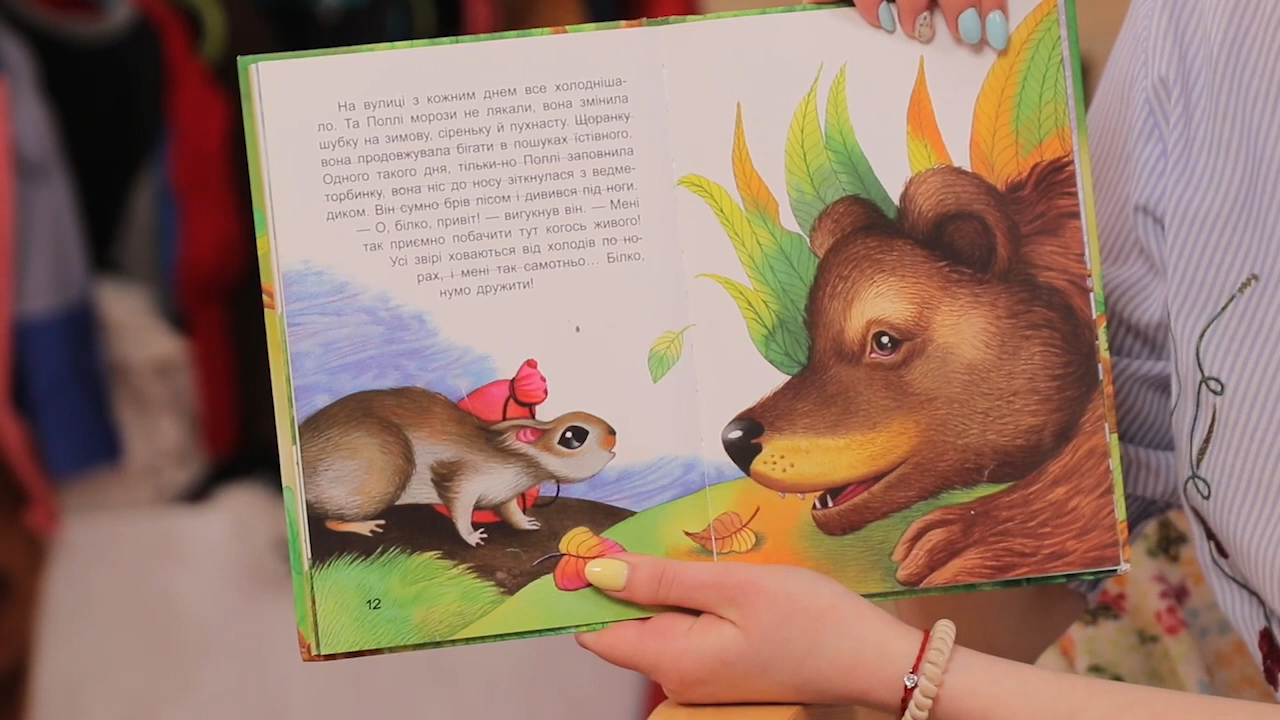 На вулиці з кожним днем все холодніша-
ло. Та Поллі морози не лякали, вона змінила
шубку на зимову, сіреньку й пухнасту. Щоранку
вона продовжувала бігати в пошуках їстівного.
Одного такого дня, тільки-но Поллі заповнила
торбинку, вона ніс до носу зіткнулася з ведме-
диком. Він сумно брів лісом і дивився під ноги.
— О, білко, привіт! — вигукнув він. — Мені
так приємно побачити тут когось живого!
Усі звірі ховаються від холодів по но-
рах, і мені так самотньо... Білко,
нумо дружити!
12